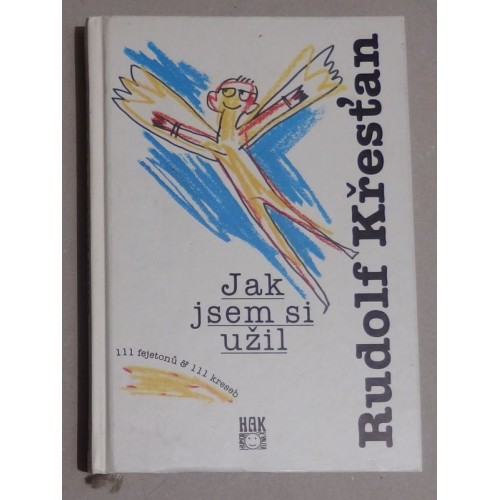 Rudolf Křesťan
Jak
jsem si
užil
111 fejetonů & 111 kreseb
HAK